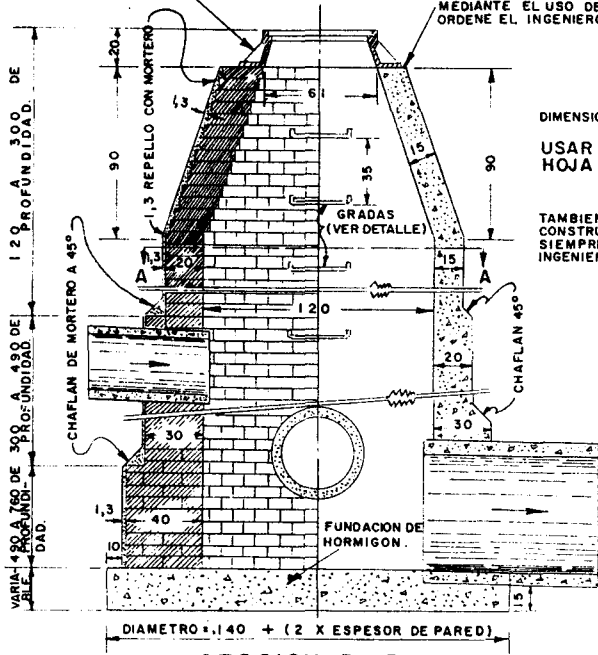 MEDIANTE EL USO DE
ORDENE EL INGENIERO
20
1,3 REPELLO CON MORTERO
1,3
61
DIMENSIO
120 A 300 DE
PROFUNDIDAD.
90
15
35
90
USAR
HOJA
GRADAS
(VER DETALLE)
TAMBIEN
CONSTRU
SIEMPRE
INGENIER
1,3
20
A
15
A
120
CHAFLAN DE MORTERO A 45°
CHAFLAN 45°
300 A 490 DE
PROFUNDIDAD.
20
30
30
490 A 760 DE
PROFUNDI-
DAD.
1,3
40
FUNDACION DE
HORMIGON.
10
VARIA-
BLE
15
DIAMETRO = .140 + (2 X ESPESOR DE PARED)